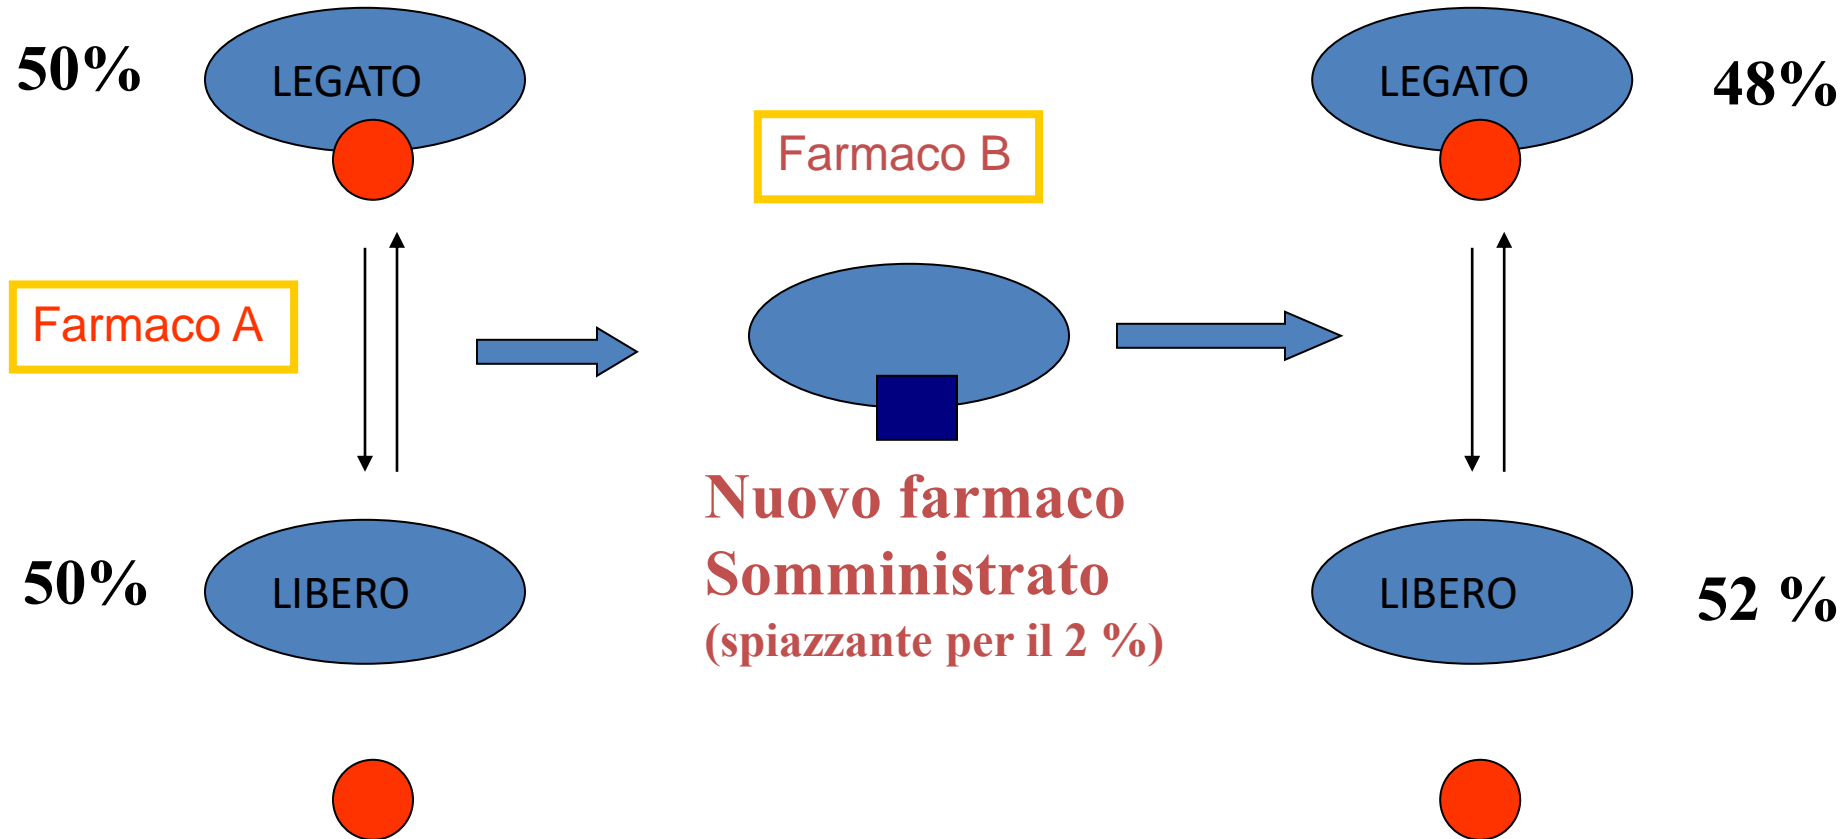 50%
LEGATO
Farmaco A
50%
LIBERO
Farmaco B
Nuovo farmaco
Somministrato
(spiazzante per il 2 %)
LEGATO
48%
LIBERO
52 %